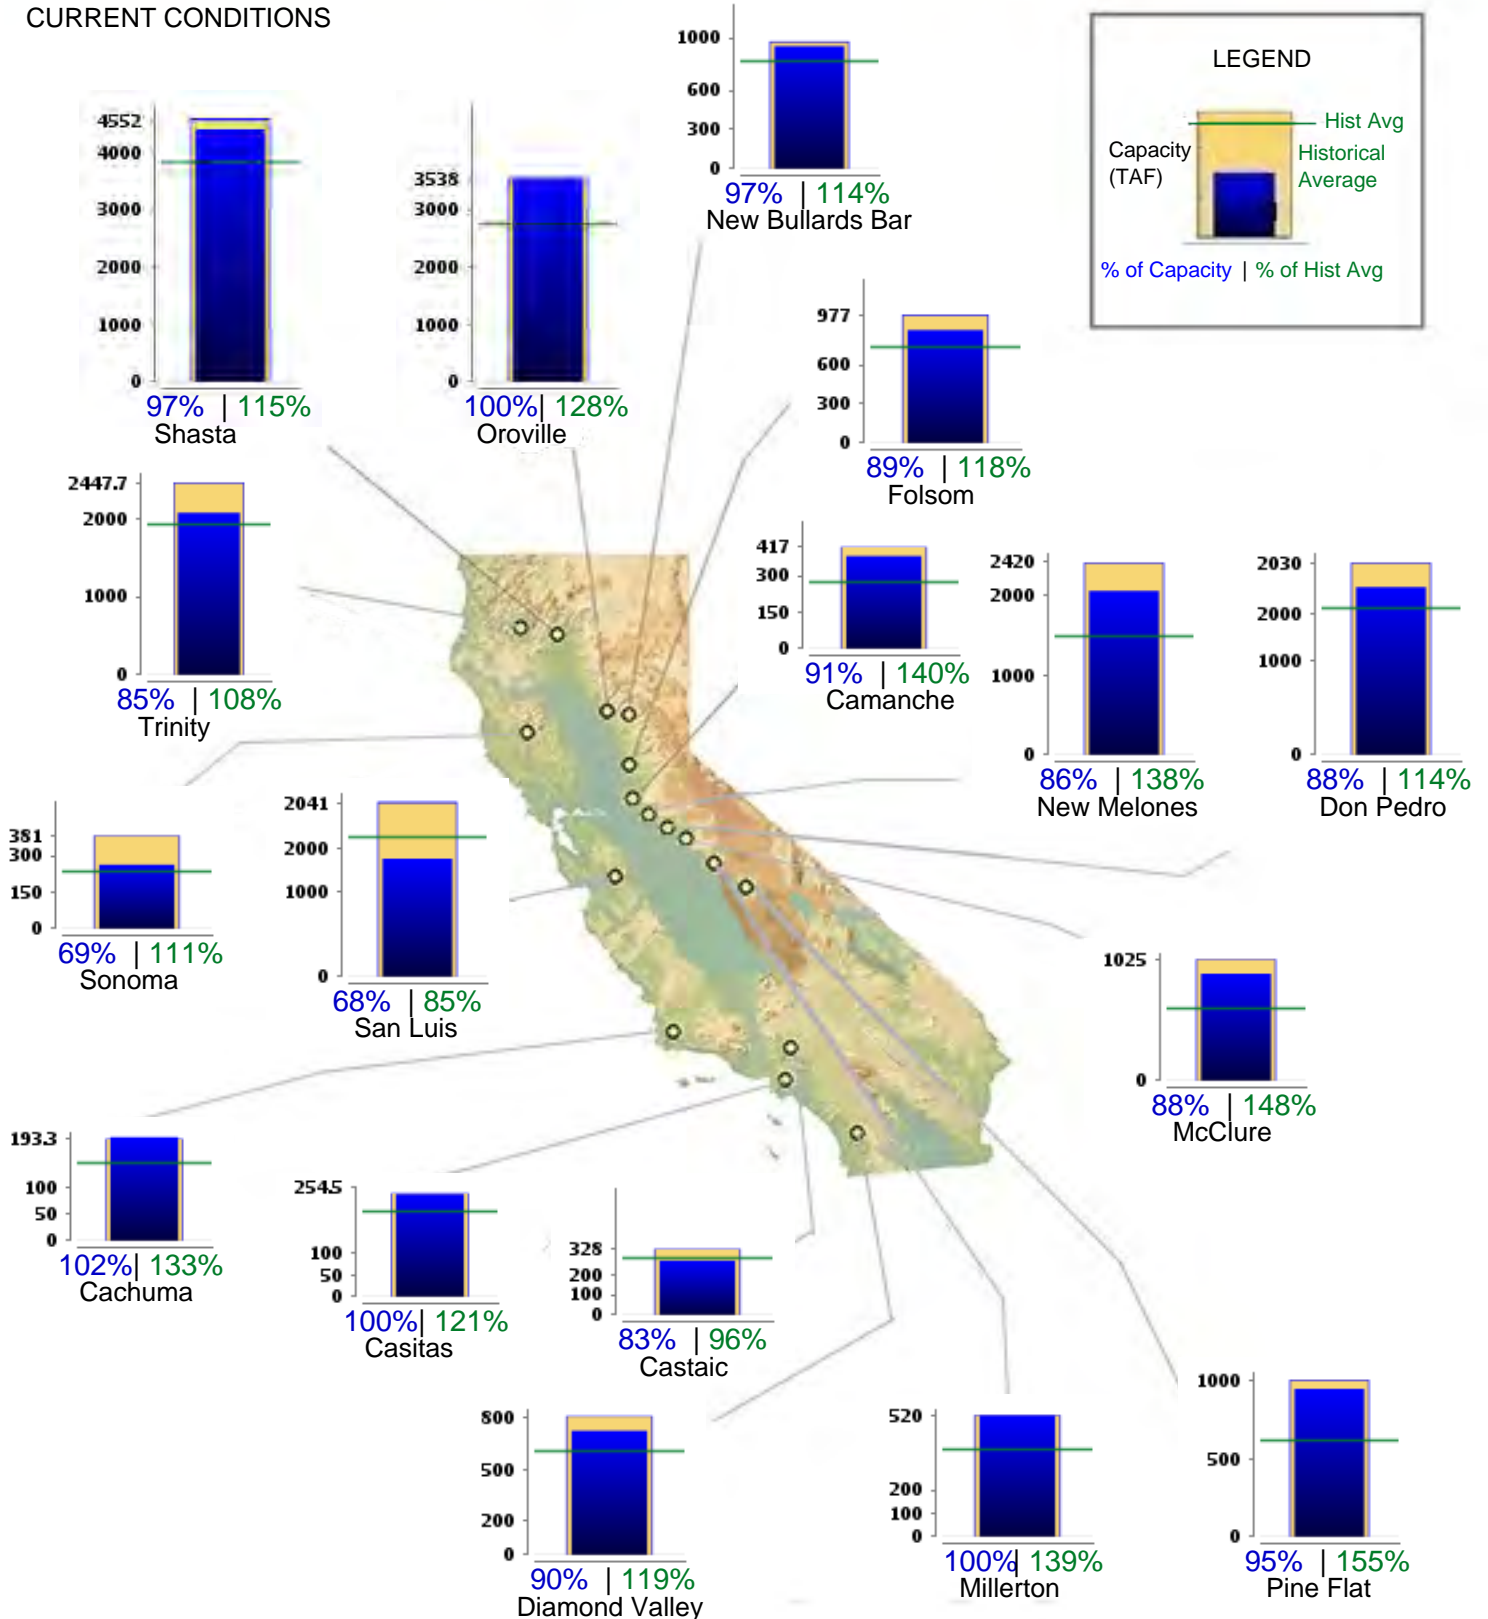 CURRENT CONDITIONS
LEGEND
Hist Avg
Capacity
(TAF)
Historical
Average
% of Capacity | % of Hist Avg
1000
600
300
0
97% | 114%
New Bullards Bar
4552
4000
3000
2000
1000
0
97% | 115%
Shasta
3538
3000
2000
1000
0
100%| 128%
Oroville
977
600
300
0
89% | 118%
Folsom
2447.7
2000
1000
0
85% | 108%
Trinity
417
300
150
0
91% | 140%
Camanche
2420
2000
1000
0
86% | 138%
New Melones
2030
2000
1000
0
88% | 114%
Don Pedro
381
300
150
0
69% | 111%
Sonoma
2041
2000
1000
0
68% | 85%
San Luis
1025
0
88% | 148%
McClure
193.3
100
50
0
102%| 133%
Cachuma
254.5
100
50
0
100%| 121%
Casitas
328
200
100
0
83% | 96%
Castaic
800
500
200
0
90% | 119%
Diamond Valley
520
200
100
0
100%| 139%
Millerton
1000
500
0
95% | 155%
Pine Flat